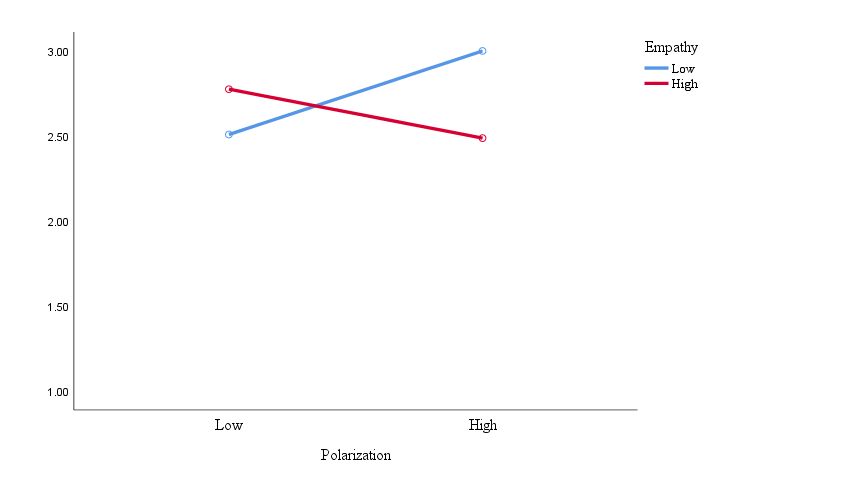 3.00
2.50
2.00
1.50
1.00
Low
High
Polarization
Empathy
Low
High